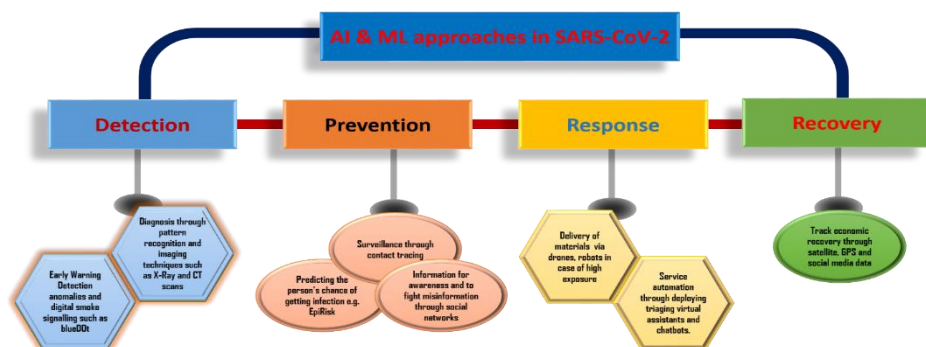 AI & ML approaches in SARS-CoV-2
Detection
Prevention
Response
Recovery
Diagnosis through
pattern
recognition and
imaging
techniques such
as X-Ray and CT
scans
Early Warning
Detection
anomalies and
digital smoke
signalling such as
blueDDt
Surveillance through
contact tracing
Predicting the
person's chance of
getting infection e.g.
EpiRisk
Information for
awareness and to
fight misinformation
through social
networks
Delivery of
materials via
drones, robots in
case of high
exposure
Service
automation
through deploying
triaging virtual
assistants and
chatbots.
Track economic
recovery through
satellite, GPS and
social media data